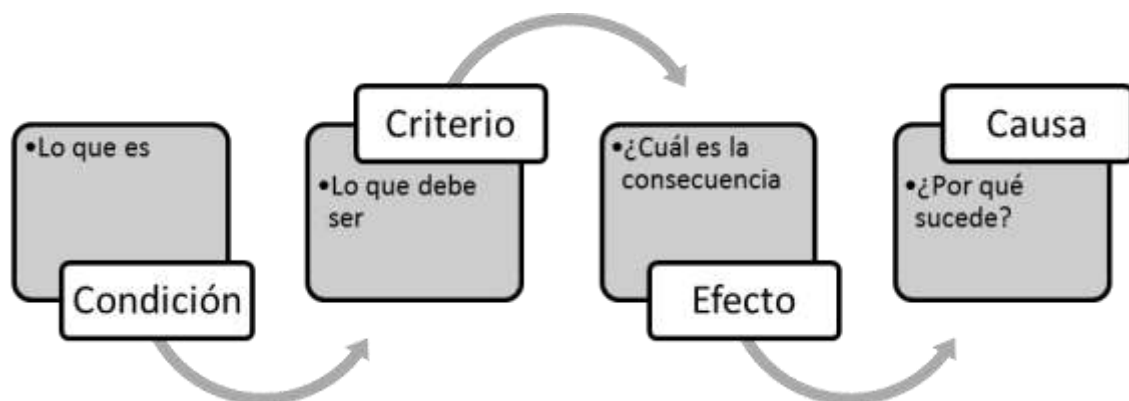 •Lo que es
Condición
Criterio
•Lo que debe
ser
•¿Cuál es la
consecuencia
Efecto
Causa
•¿Por qué
sucede?